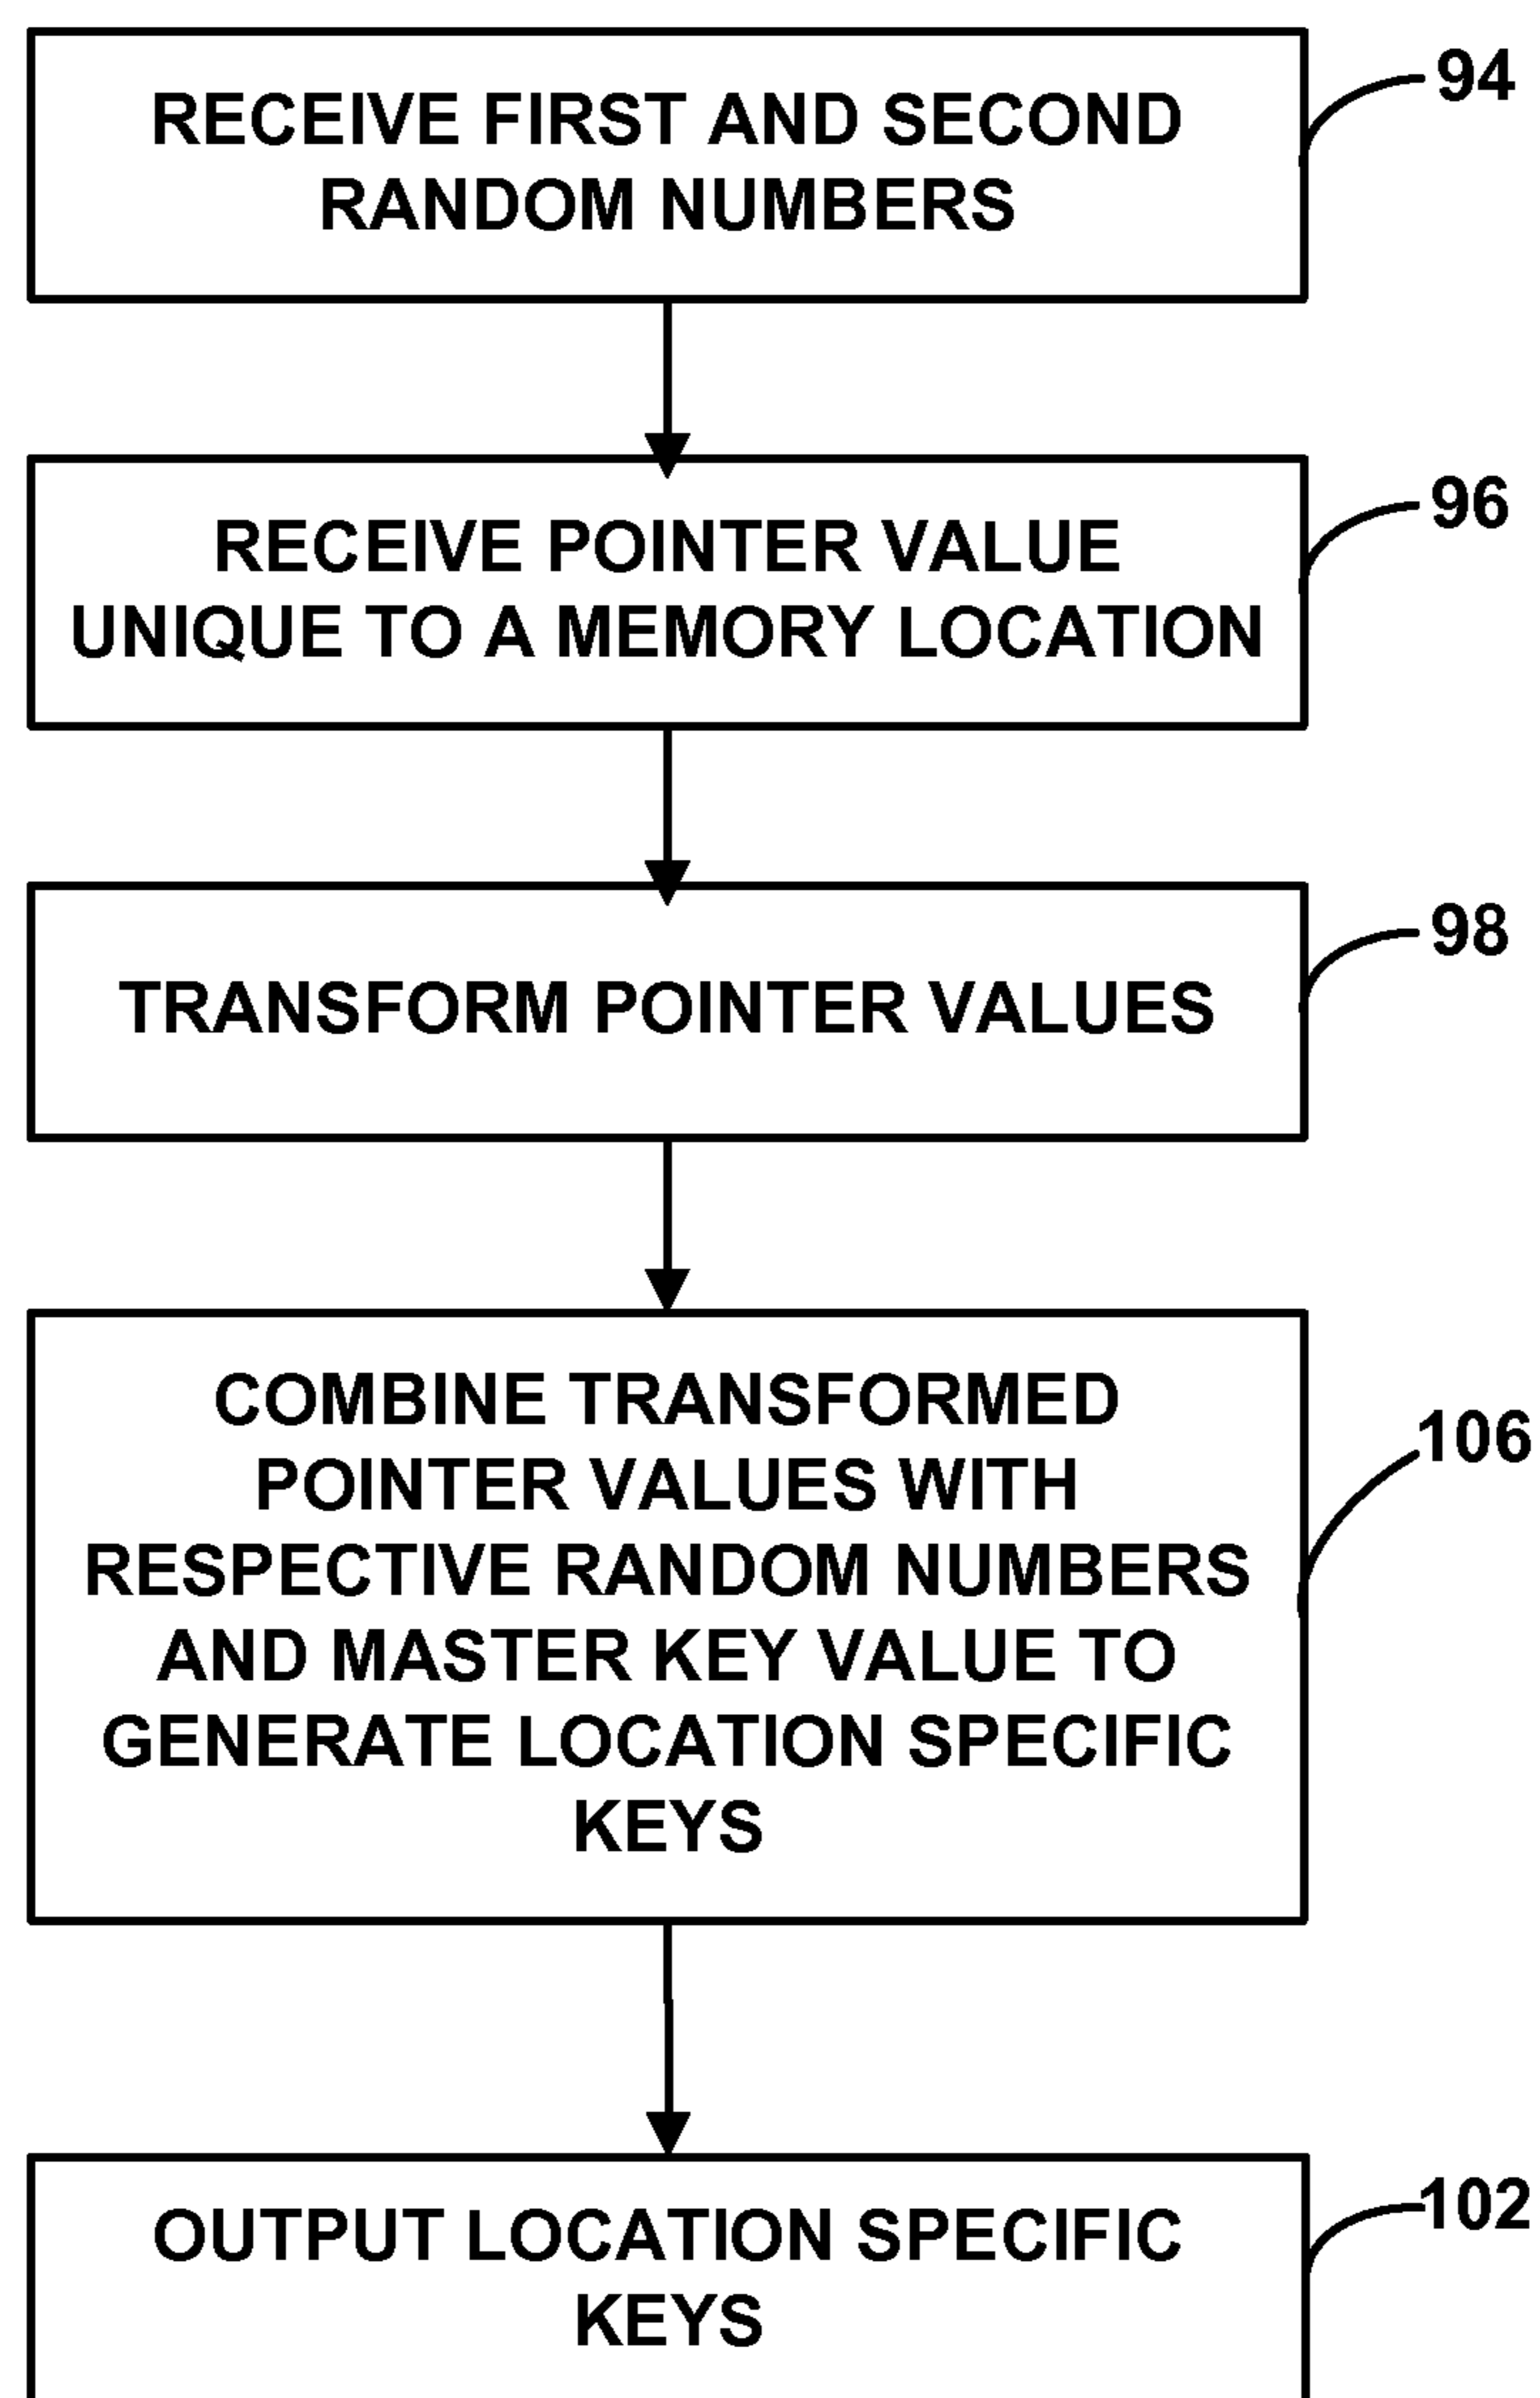 RECEIVE FIRST AND SECOND
RANDOM NUMBERS
94
RECEIVE POINTER VALUE
UNIQUE TO A MEMORY LOCATION
96
TRANSFORM POINTER VALUES
98
COMBINE TRANSFORMED
POINTER VALUES WITH
RESPECTIVE RANDOM NUMBERS
AND MASTER KEY VALUE TO
GENERATE LOCATION SPECIFIC
KEYS
106
OUTPUT LOCATION SPECIFIC
KEYS
102